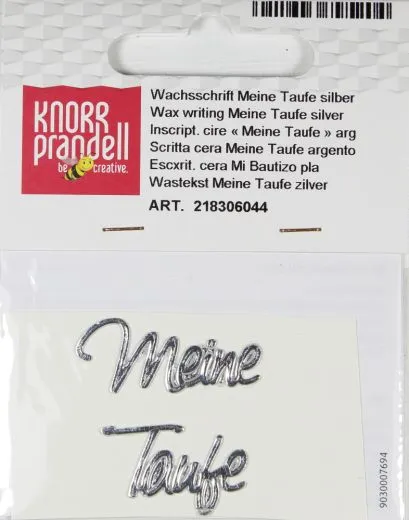 KNORR
prandell
be creative.
Wachsschrift Meine Taufe silber
Wax writing Meine Taufe silver
Inscript. cire « Meine Taufe » arg
Scritta cera Meine Taufe argento
Escxrit. cera Mi Bautizo pla
Wastekst Meine Taufe zilver
ART. 218306044
Meine
Taufe
9030007694